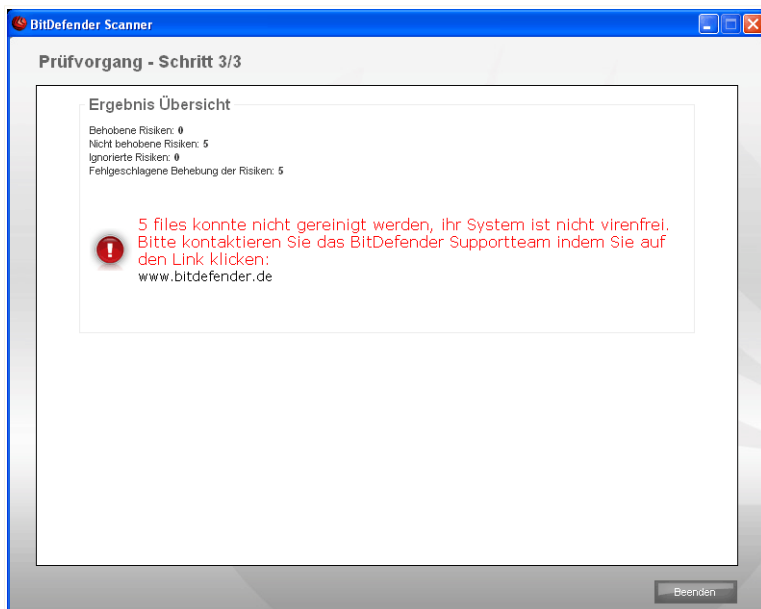 BitDefender Scanner
Prüfvorgang - Schritt 3/3
Ergebnis Übersicht
Behobene Risiken: 0
Nicht behobene Risiken: 5
Ignorierte Risiken: 0
Fehlgeschlagene Behebung der Risiken: 5
5 files konnte nicht gereinigt werden, ihr System ist nicht virenfrei.
Bitte kontaktieren Sie das BitDefender Supportteam indem Sie auf
den Link klicken:
www.bitdefender.de
Beenden